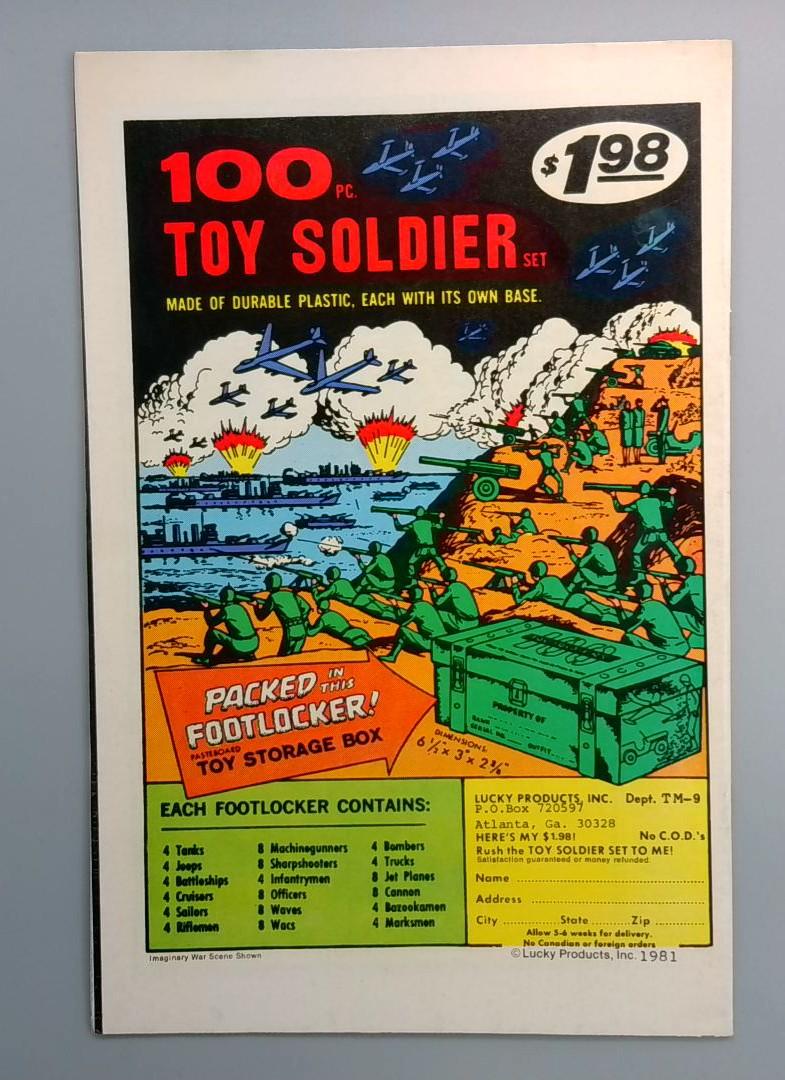 100 PC.
$1.98
TOY SOLDIER SET
MADE OF DURABLE PLASTIC, EACH WITH ITS OWN BASE.
PACKED IN THIS
FOOTLOCKER!
PASTEBOARD
TOY STORAGE BOX
PROPERTY OF
NAME
SERIAL NO. OUTFIT
DIMENSIONS:
6 ½" x 3" x 2 ⅜"
EACH FOOTLOCKER CONTAINS:
4 Tanks
4 Jeeps
4 Battleships
4 Cruisers
4 Sailors
4 Riflemen
8 Machinegunners
8 Sharpshooters
4 Infantrymen
8 Officers
8 Waves
8 Wacs
4 Bombers
4 Trucks
8 Jet Planes
8 Cannon
4 Bazookamen
4 Marksmen
LUCKY PRODUCTS, INC. Dept. TM-9
P.O.Box 720597
Atlanta, Ga. 30328
HERE'S MY $1.98! No C.O.D.'s
Rush the TOY SOLDIER SET TO ME!
Satisfaction guaranteed or money refunded.
Name
Address
City State Zip
Allow 5-6 weeks for delivery.
No Canadian or foreign orders
Imaginary War Scene Shown
© Lucky Products, Inc. 1981